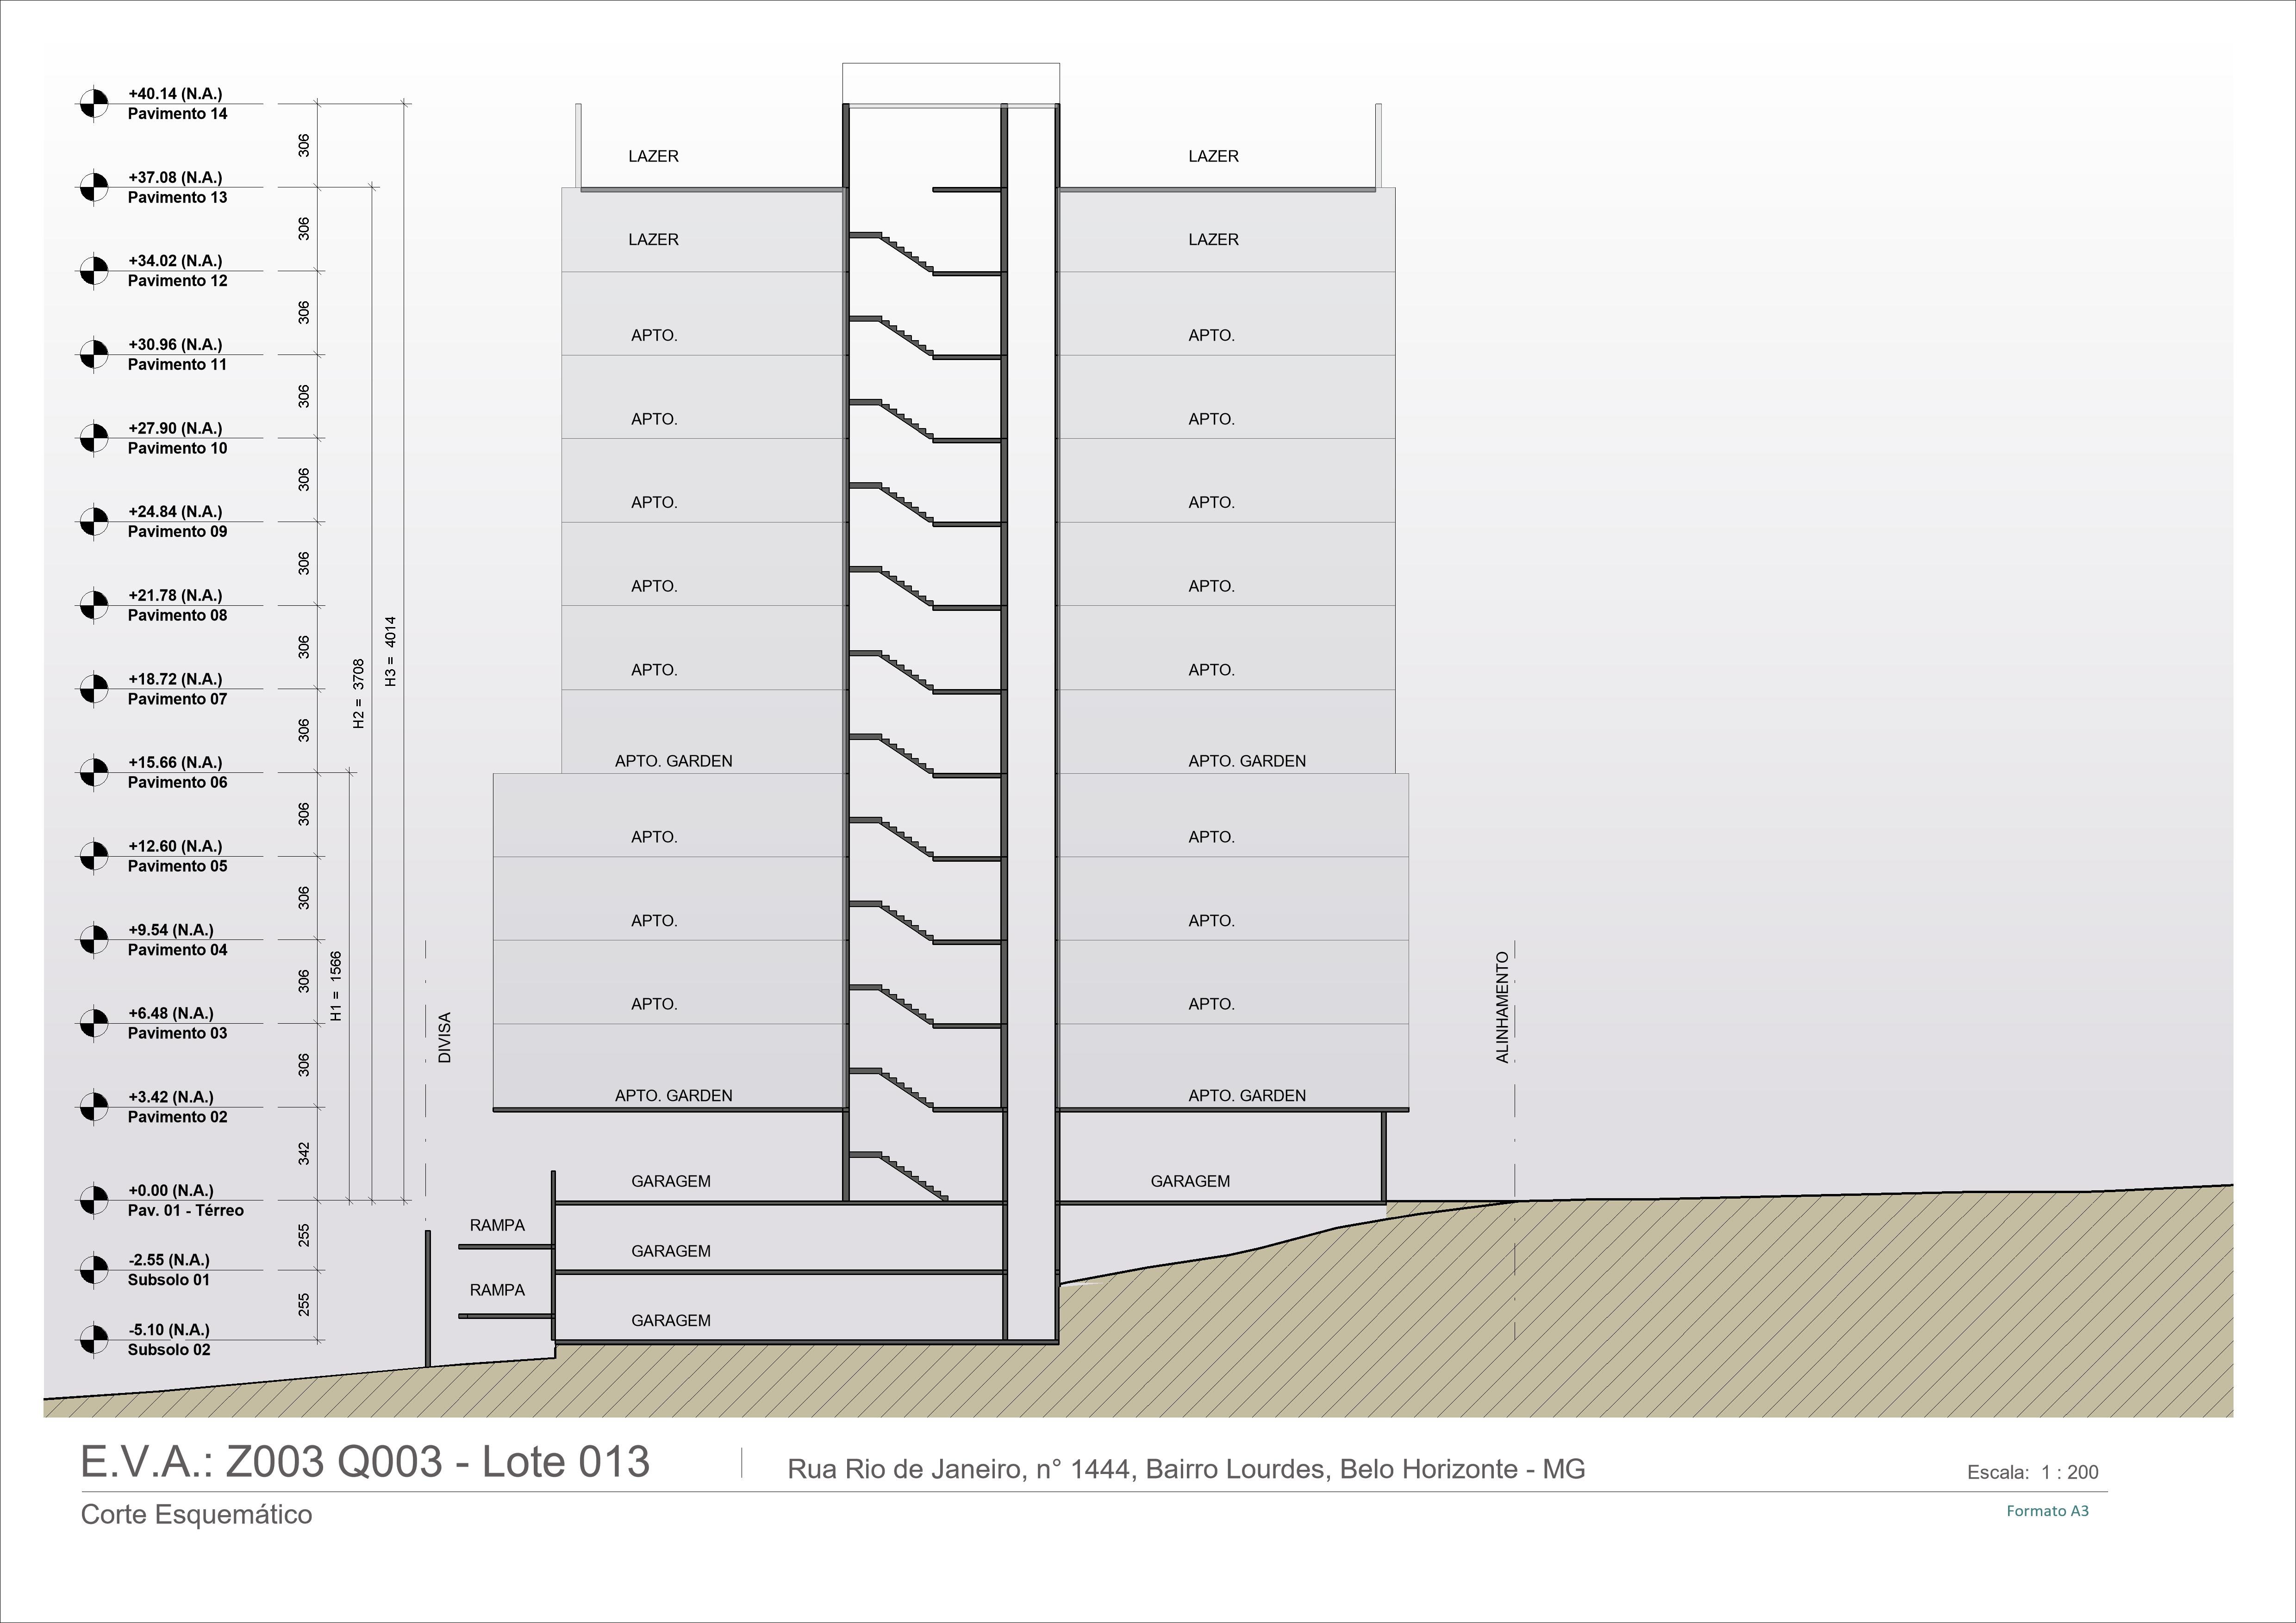 +40.14 (N.A.)
Pavimento 14
306
LAZER
LAZER
+37.08 (N.A.)
Pavimento 13
306
LAZER
LAZER
+34.02 (N.A.)
Pavimento 12
306
APTO.
APTO.
+30.96 (N.A.)
Pavimento 11
306
APTO.
APTO.
+27.90 (N.A.)
Pavimento 10
306
APTO.
APTO.
+24.84 (N.A.)
Pavimento 09
306
APTO.
APTO.
+21.78 (N.A.)
Pavimento 08
306
H2 = 3708
H3 = 4014
APTO.
APTO.
+18.72 (N.A.)
Pavimento 07
306
APTO. GARDEN
APTO. GARDEN
+15.66 (N.A.)
Pavimento 06
306
APTO.
APTO.
+12.60 (N.A.)
Pavimento 05
306
APTO.
APTO.
+9.54 (N.A.)
Pavimento 04
306
H1 = 1566
APTO.
APTO.
ALINHAMENTO
+6.48 (N.A.)
Pavimento 03
306
DIVISA
APTO. GARDEN
APTO. GARDEN
+3.42 (N.A.)
Pavimento 02
342
GARAGEM
GARAGEM
+0.00 (N.A.)
Pav. 01 - Térreo
255
RAMPA
GARAGEM
-2.55 (N.A.)
Subsolo 01
255
RAMPA
GARAGEM
-5.10 (N.A.)
Subsolo 02
E.V.A.: Z003 Q003 - Lote 013
Rua Rio de Janeiro, n° 1444, Bairro Lourdes, Belo Horizonte - MG
Escala: 1 : 200
Corte Esquemático
Formato A3